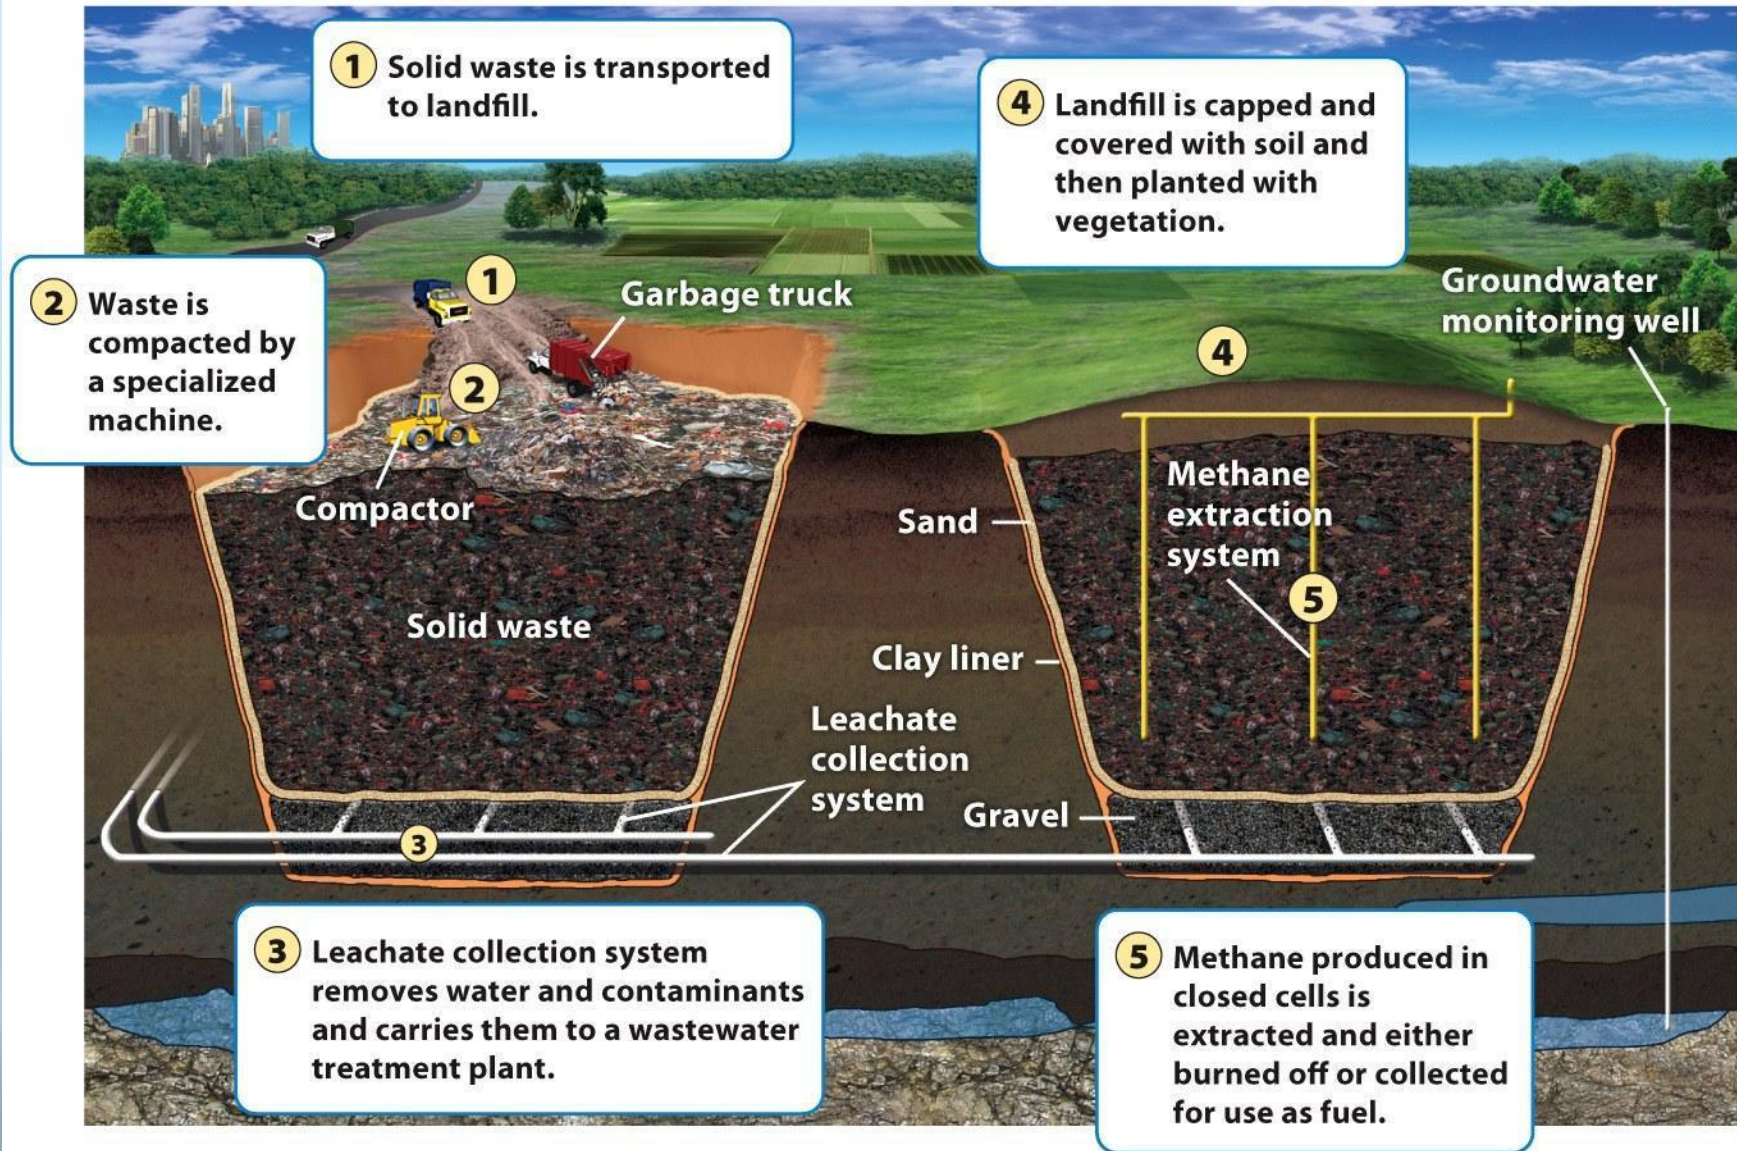 1 Solid waste is transported
to landfill.
4 Landfill is capped and
covered with soil and
then planted with
vegetation.
2 Waste is
compacted by
a specialized
machine.
1
Garbage truck
Groundwater
monitoring well
4
2
Compactor
Methane
extraction
system
Sand
5
Solid waste
Clay liner
Leachate
collection
system
Gravel
3
3 Leachate collection system
removes water and contaminants
and carries them to a wastewater
treatment plant.
5 Methane produced in
closed cells is
extracted and either
burned off or collected
for use as fuel.